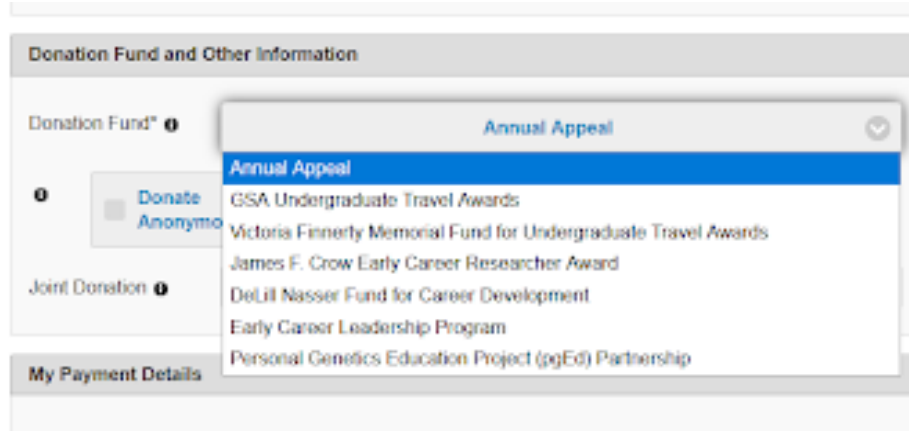 Donation Fund and Other Information
Donation Fund*
Annual Appeal
Annual Appeal
GSA Undergraduate Travel Awards
Donate
Anonymo
Victoria Finnerty Memorial Fund for Undergraduate Travel Awards
James F. Crow Early Career Researcher Award
Joint Donation
DeLill Nasser Fund for Career Development
Early Career Leadership Program
Personal Genetics Education Project (pgEd) Partnership
My Payment Details